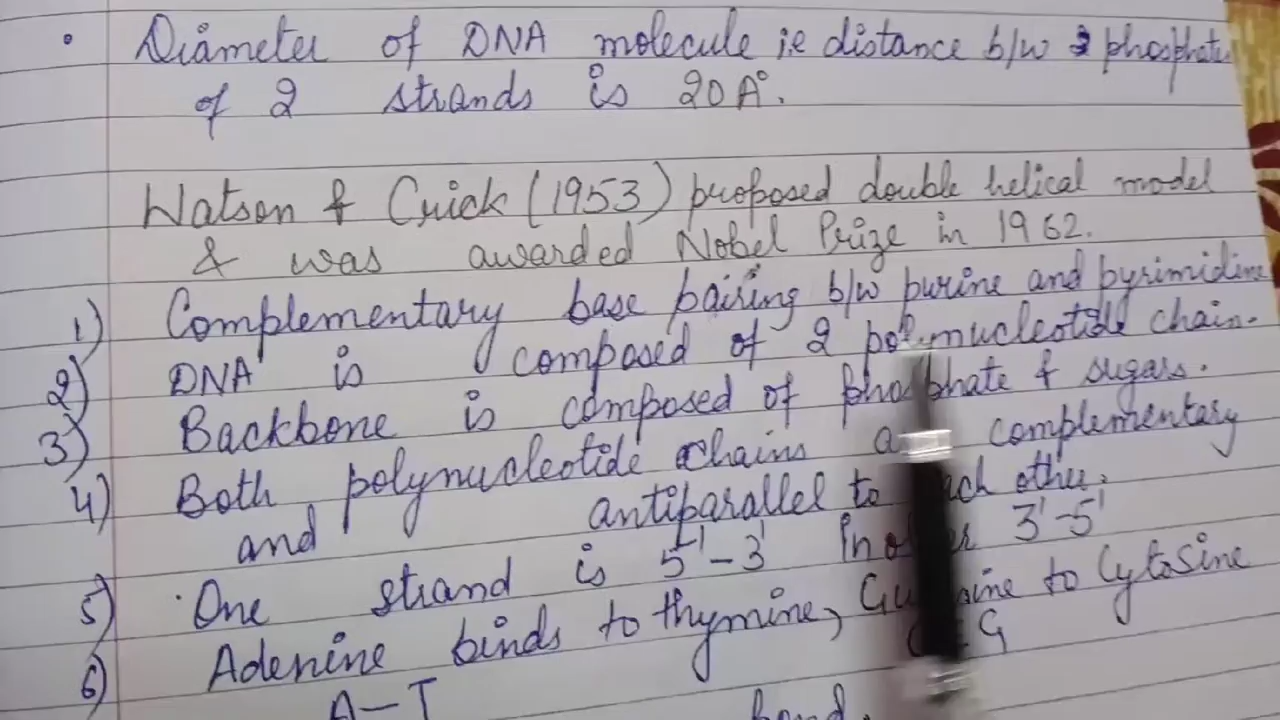 • Diameter of DNA molecule i.e distance b/w 2 phosphate
of 2 strands is 20A°.
Watson & Crick (1953) proposed double helical model
& was awarded Nobel Prize in 1962.
1) Complementary base pairing b/w purine and pyrimidine
2) DNA is composed of 2 polynucleotide chain.
3) Backbone is composed of phosphate & sugars.
4) Both polynucleotide chains complementary
and antiparallel to each other.
5) One strand is 5'-3' 3'-5'
6) Adenine binds to thymine, to Cytosine
A-T G
bond.